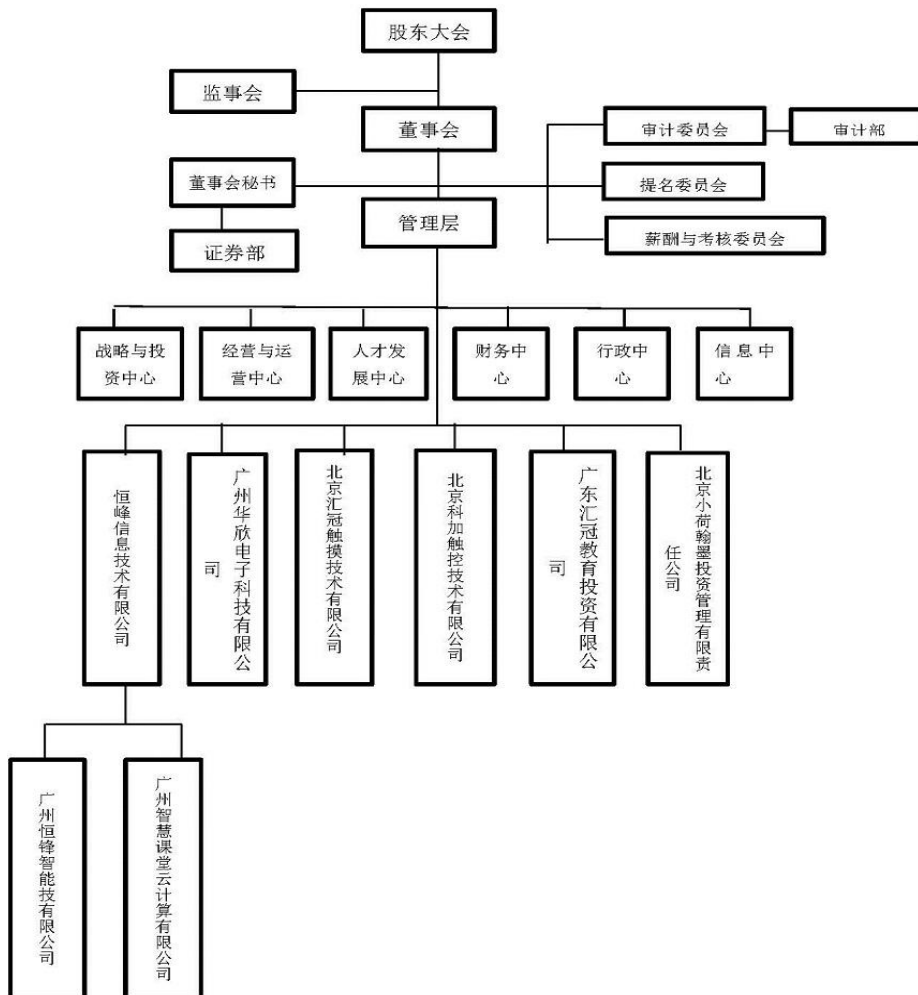 股东大会
监事会
董事会
审计委员会
审计部
董事会秘书
提名委员会
管理层
证券部
薪酬与考核委员会
战略与投
资中心
经营与运
营中心
人才发
展中心
财务中
心
行政中
心
信息中
心
恒峰信息技术有限公司
广州华欣电子科技有限公
司
北京汇冠触摸技术有限公司
北京科加触控技术有限公司
广东汇冠教育投资有限公
司
北京小荷翰墨投资管理有限责
任公司
广州恒锋智能技有限公司
广州智慧课堂云计算有限公司